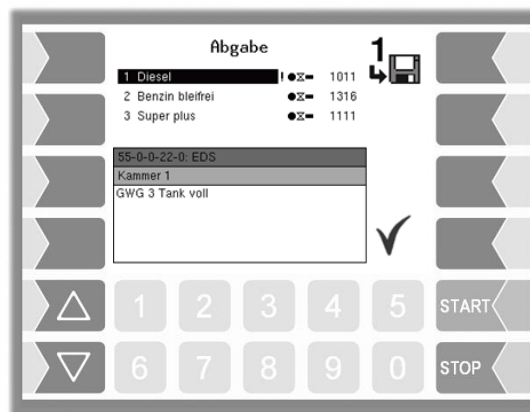 Abgabe
1
1 Diesel ! 1011
2 Benzin bleifrei 1316
3 Super plus 1111
55-0-0-22-0: EDS
Kammer 1
GWG 3 Tank voll
1 2 3 4 5 START
6 7 8 9 0 STOP